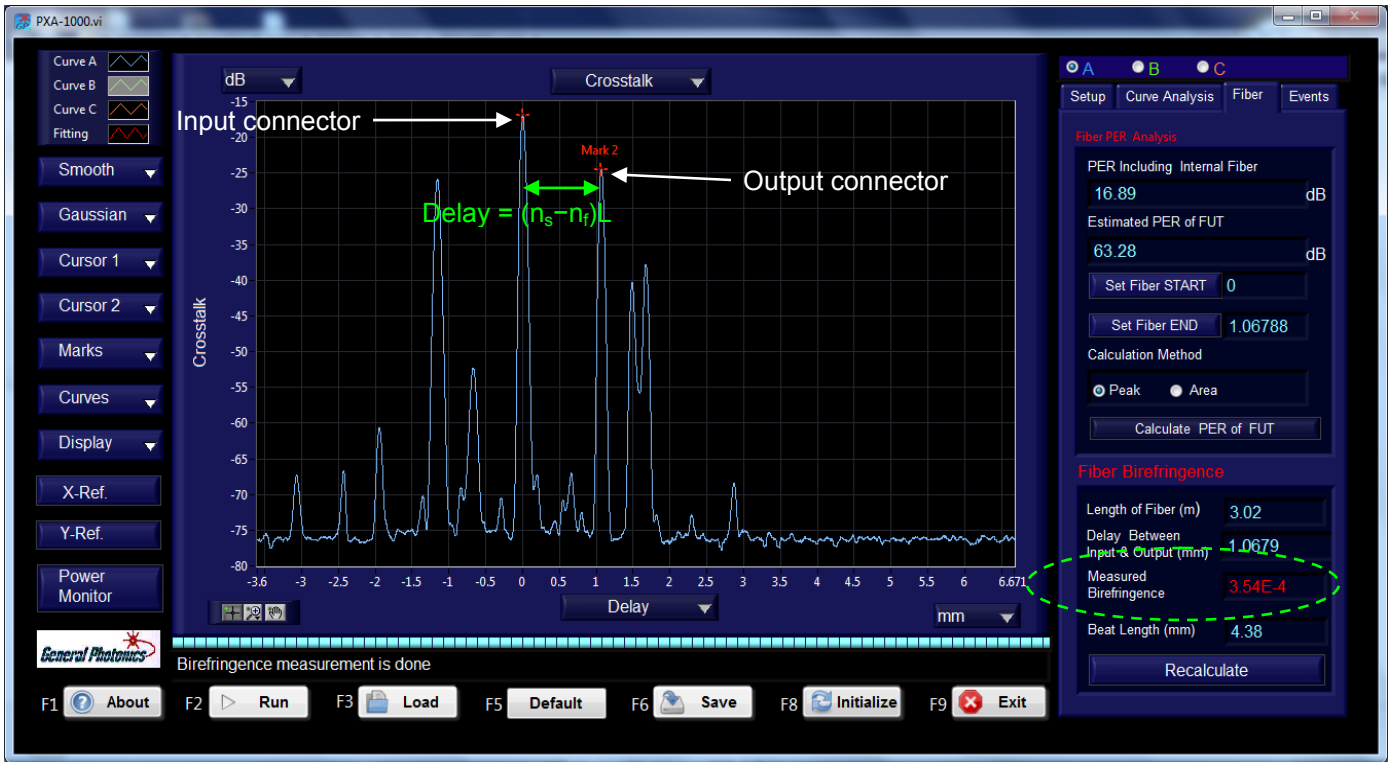 PXA-1000.vi
Curve A
Curve B
Curve C
Fitting
Smooth
Gaussian
Cursor 1
Cursor 2
Marks
Curves
Display
X-Ref.
Y-Ref.
Power
Monitor
General Photonics
dB
Crosstalk
Input connector
Mark 2
Output connector
Delay = (nₛ−n_f)L
Crosstalk
-15
-20
-25
-30
-35
-40
-45
-50
-55
-60
-65
-70
-75
-80
-3.6 -3 -2.5 -2 -1.5 -1 -0.5 0 0.5 1 1.5 2 2.5 3 3.5 4 4.5 5 5.5 6 6.671
Delay
mm
Birefringence measurement is done
F1 About F2 Run F3 Load F5 Default F6 Save F8 Initialize F9 Exit
A B C
Setup Curve Analysis Fiber Events
Fiber PER Analysis
PER Including Internal Fiber
16.89 dB
Estimated PER of FUT
63.28 dB
Set Fiber START 0
Set Fiber END 1.06788
Calculation Method
Peak Area
Calculate PER of FUT
Fiber Birefringence
Length of Fiber (m) 3.02
Delay Between
Input & Output (mm) 1.0679
Measured
Birefringence 3.54E-4
Beat Length (mm) 4.38
Recalculate